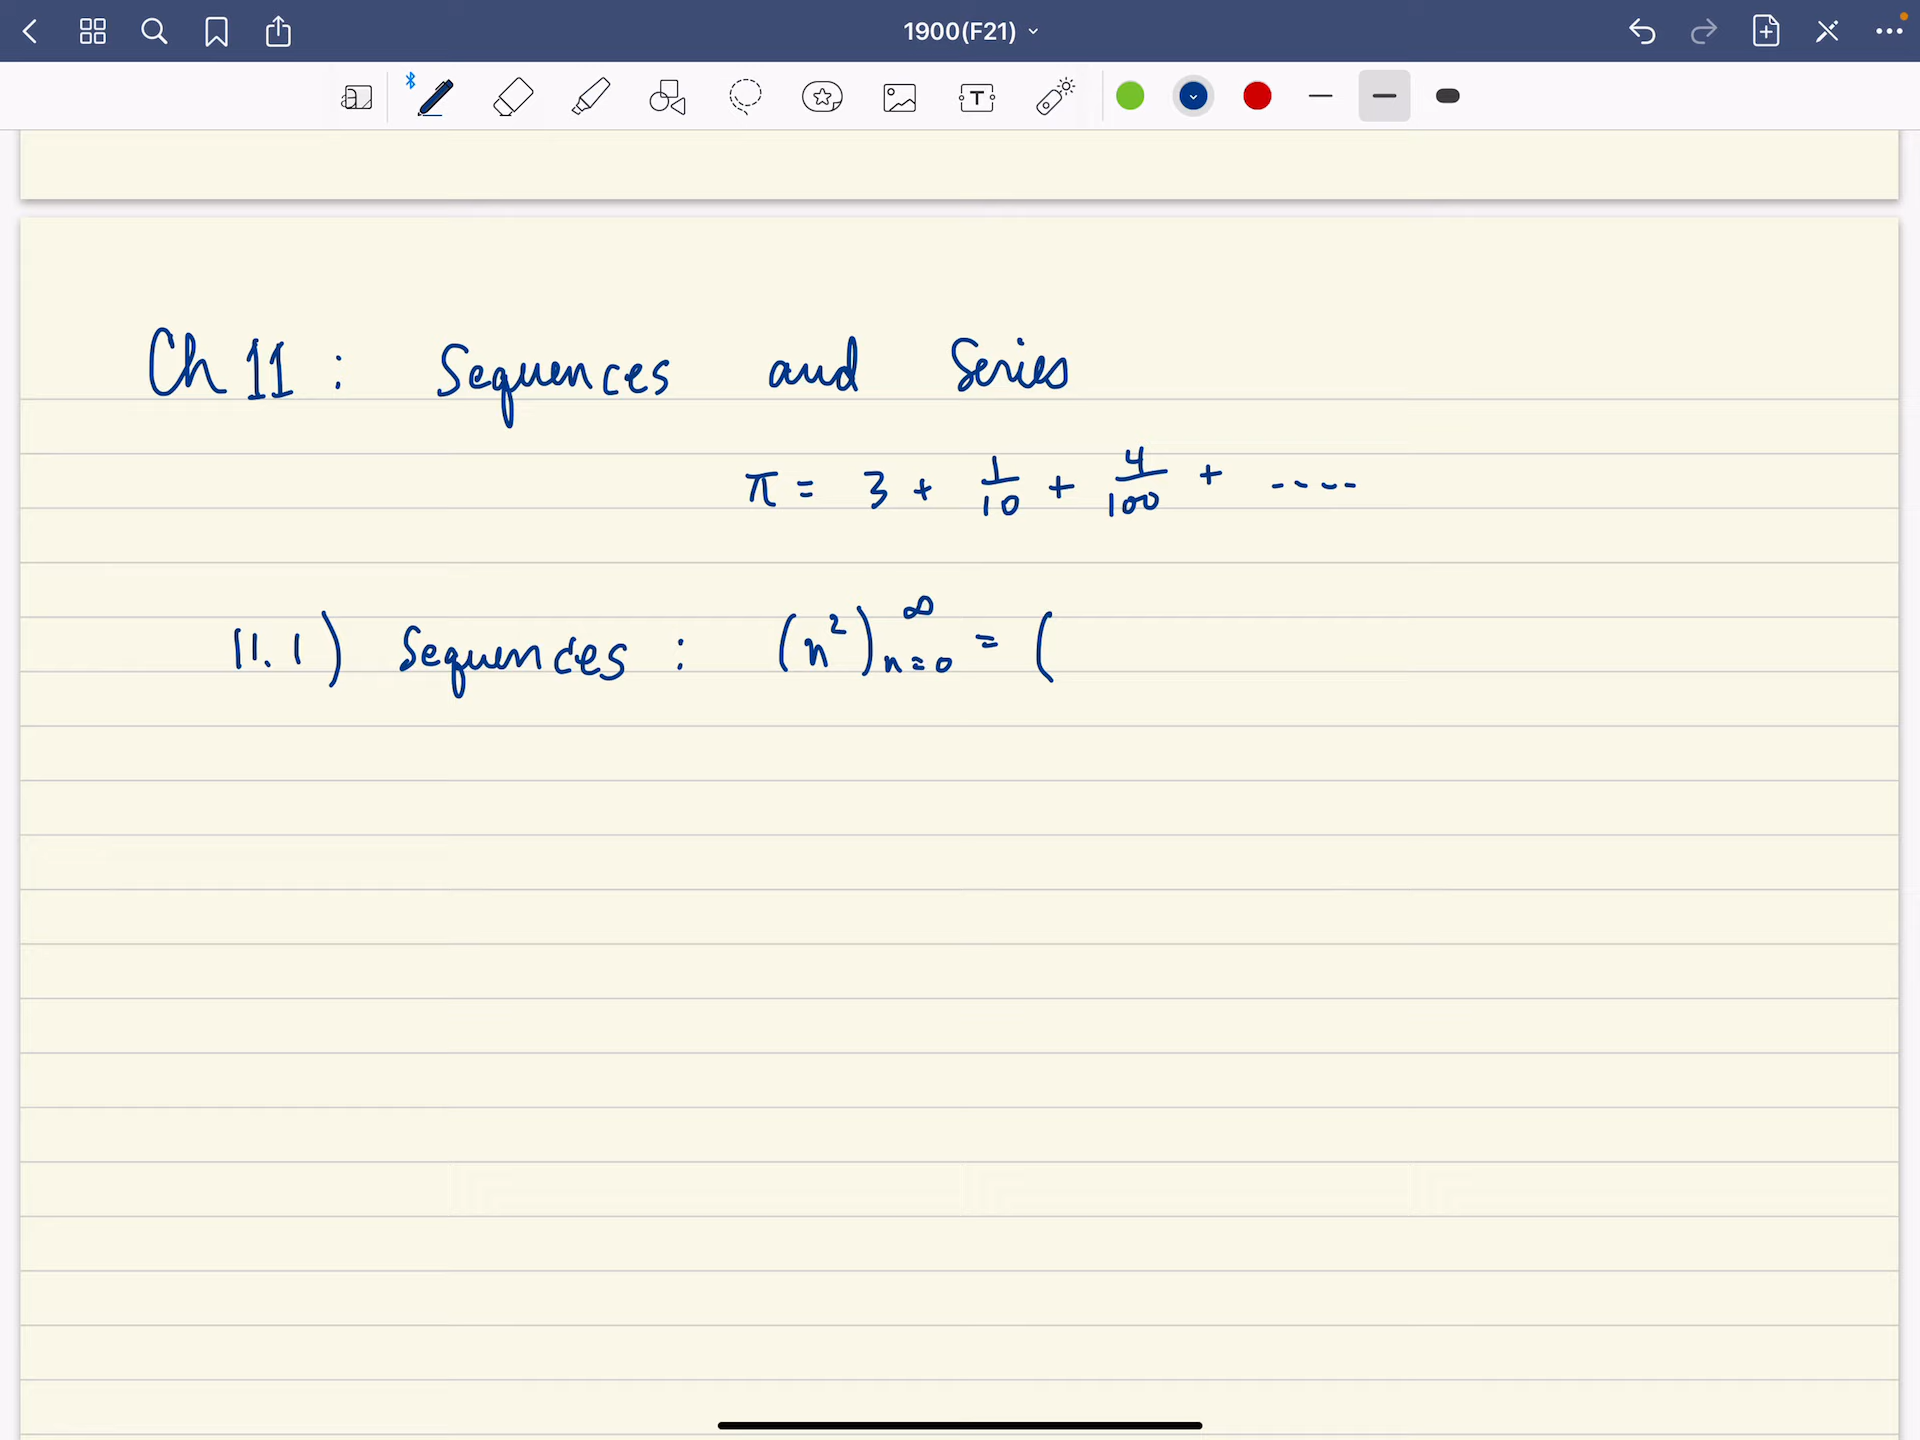 1900(F21)
Ch 11 : Sequences and Series
π = 3 + 1/10 + 4/100 + ----
11.1) Sequences : (n²)_{n=0}^∞ = (